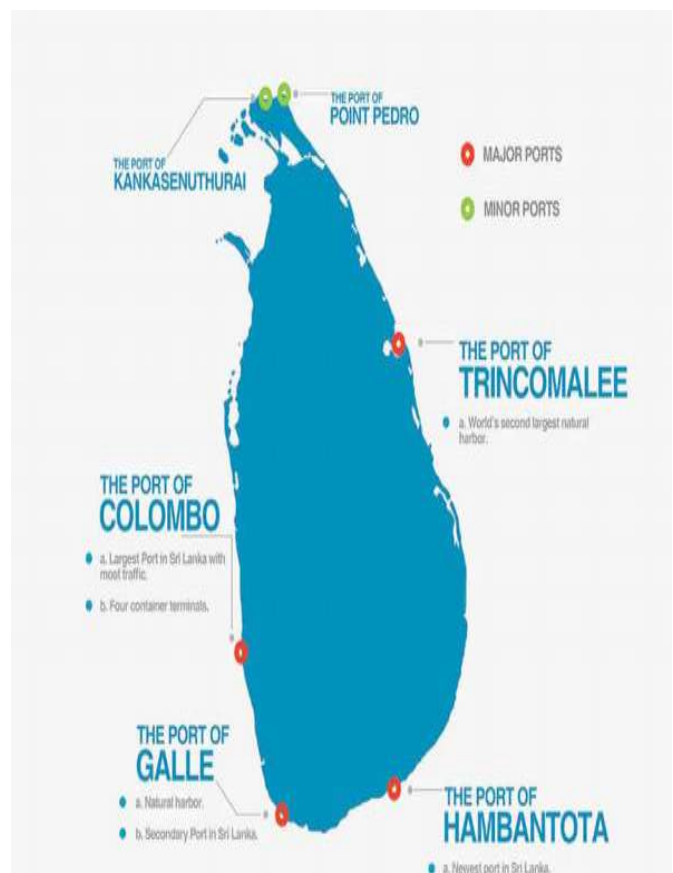 THE PORT OF
POINT PEDRO
THE PORT OF
KANKASENUTHURAI
MAJOR PORTS
MINOR PORTS
THE PORT OF
TRINCOMALEE
a. World's second largest natural
harbor.
THE PORT OF
COLOMBO
a. Largest Port in Sri Lanka with
most traffic.
b. Four container terminals.
THE PORT OF
GALLE
a. Natural harbor.
b. Secondary Port in Sri Lanka.
THE PORT OF
HAMBANTOTA
a. Newest port in Sri Lanka.